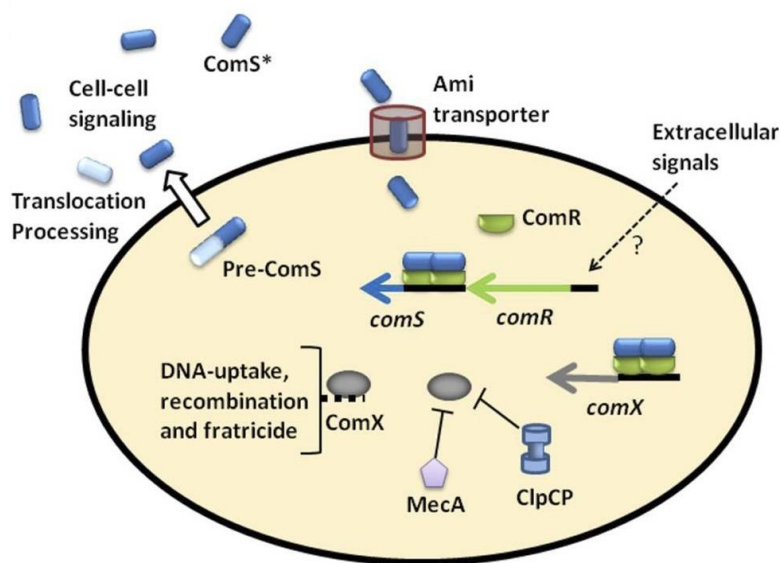 ComS*
Cell-cell
signaling
Ami
transporter
Extracellular
signals
Translocation
Processing
ComR
?
Pre-ComS
comS
comR
DNA-uptake,
recombination
and fratricide
ComX
comX
MecA
ClpCP